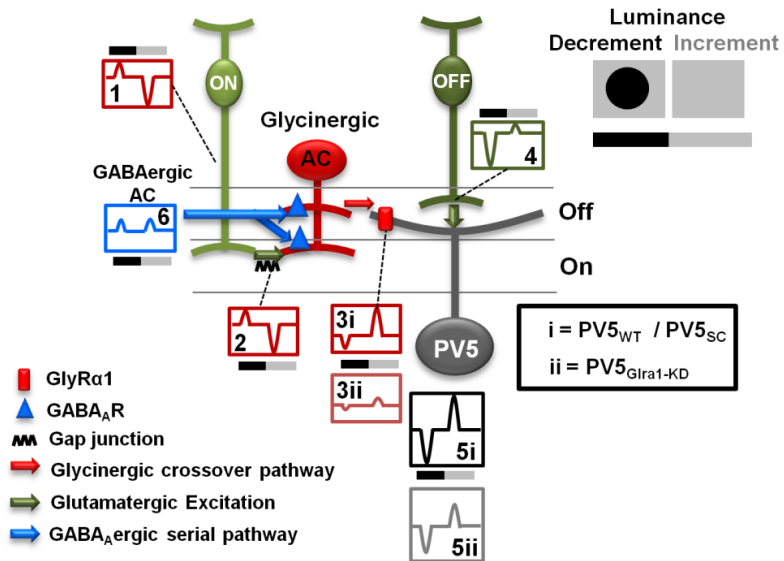 Luminance
Decrement Increment
ON
OFF
1
Glycinergic
AC
4
GABAergic
AC
6
Off
On
2
3i
3ii
PV5
i = PV5WT / PV5SC
ii = PV5Glra1-KD
GlyRα1
GABAAR
Gap junction
Glycinergic crossover pathway
Glutamatergic Excitation
GABAAergic serial pathway
5i
5ii